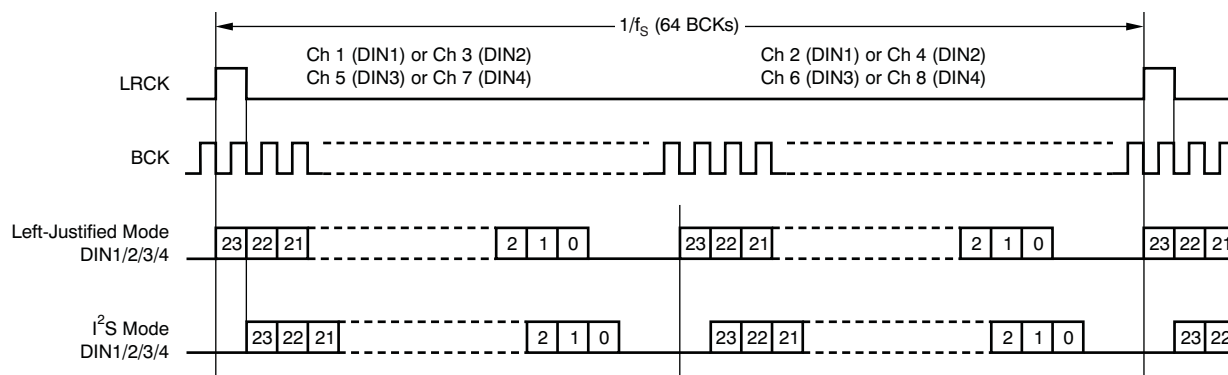 1/fS (64 BCKs)
Ch 1 (DIN1) or Ch 3 (DIN2)
Ch 5 (DIN3) or Ch 7 (DIN4)
Ch 2 (DIN1) or Ch 4 (DIN2)
Ch 6 (DIN3) or Ch 8 (DIN4)
LRCK
BCK
Left-Justified Mode
DIN1/2/3/4
23 22 21 2 1 0 23 22 21 2 1 0 23 22 21
I²S Mode
DIN1/2/3/4
23 22 21 2 1 0 23 22 21 2 1 0 23 22